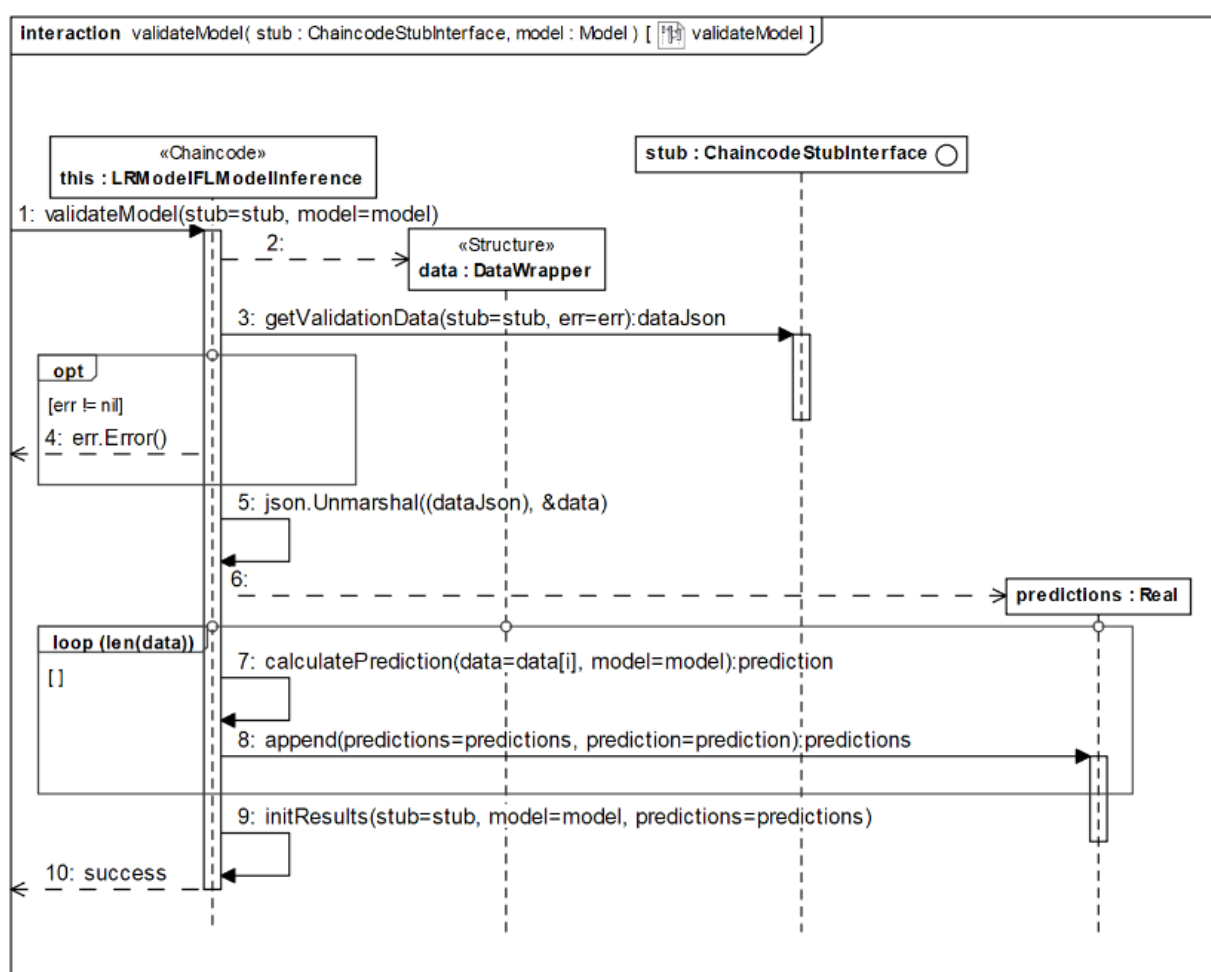 interaction validateModel( stub : ChaincodeStubInterface, model : Model ) [ validateModel ]
«Chaincode»
this : LRModelFLModelInference
stub : ChaincodeStubInterface
1: validateModel(stub=stub, model=model)
2:
«Structure»
data : DataWrapper
3: getValidationData(stub=stub, err=err):dataJson
opt
[err != nil]
4: err.Error()
5: json.Unmarshal((dataJson), &data)
6:
predictions : Real
loop (len(data))
7: calculatePrediction(data=data[i], model=model):prediction
[ ]
8: append(predictions=predictions, prediction=prediction):predictions
9: initResults(stub=stub, model=model, predictions=predictions)
10: success